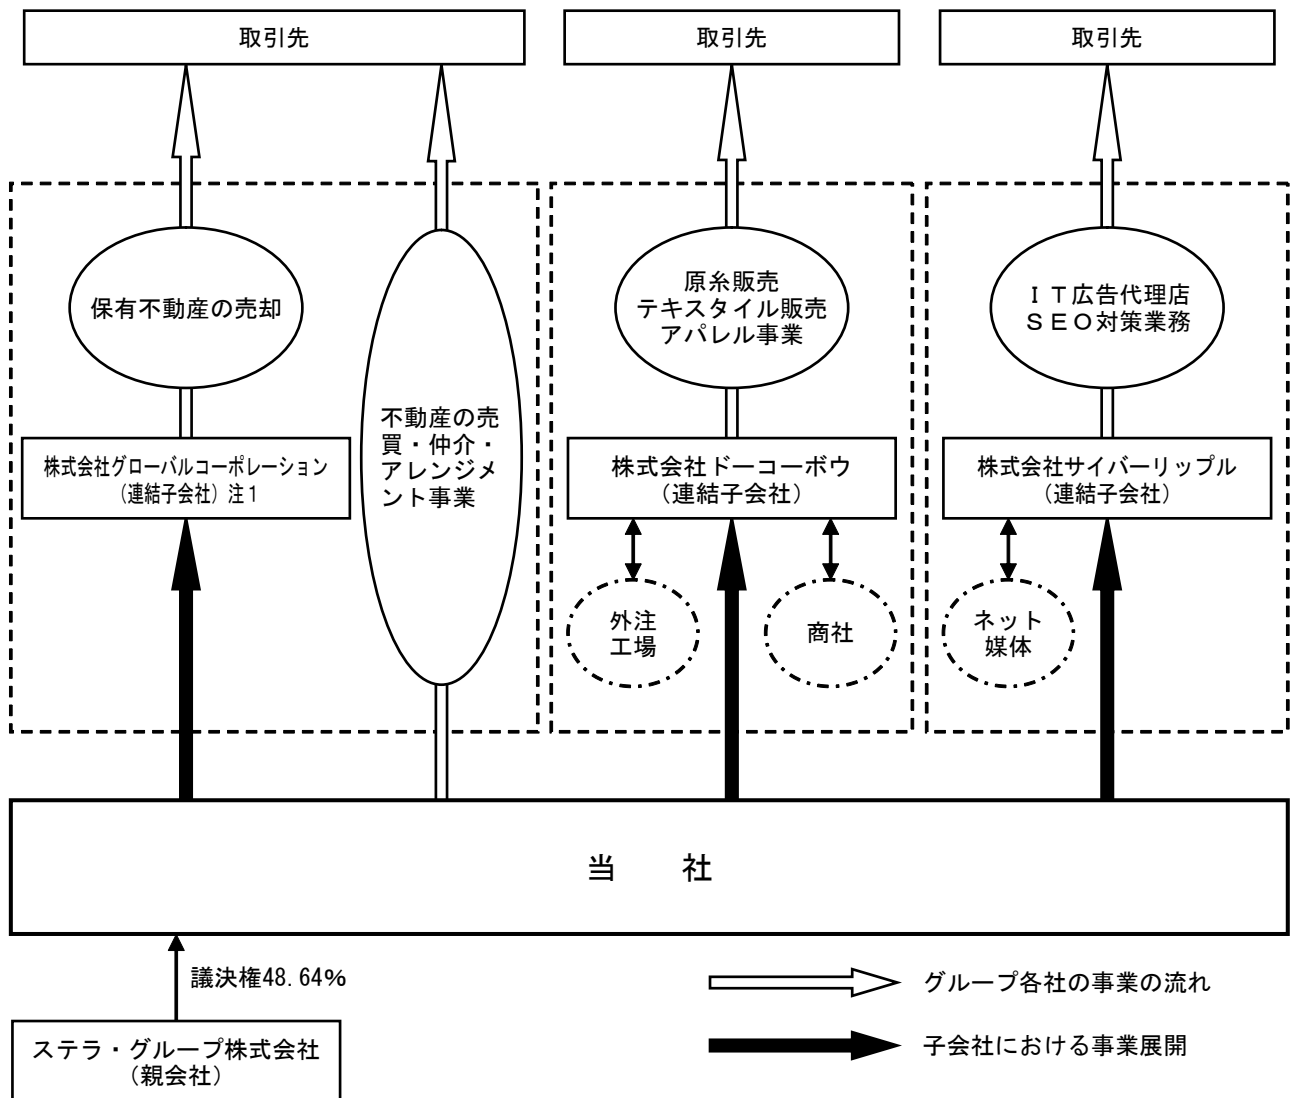 取引先
取引先
取引先
保有不動産の売却
原糸販売
テキスタイル販売
アパレル事業
ＩＴ広告代理店
ＳＥＯ対策業務
不動産の売
買・仲介・
アレンジメ
ント事業
株式会社グローバルコーポレーション
（連結子会社）注１
株式会社ドーコーボウ
（連結子会社）
株式会社サイバーリップル
（連結子会社）
外注
工場
商社
ネット
媒体
当　　社
議決権48.64%
ステラ・グループ株式会社
（親会社）
グループ各社の事業の流れ
子会社における事業展開